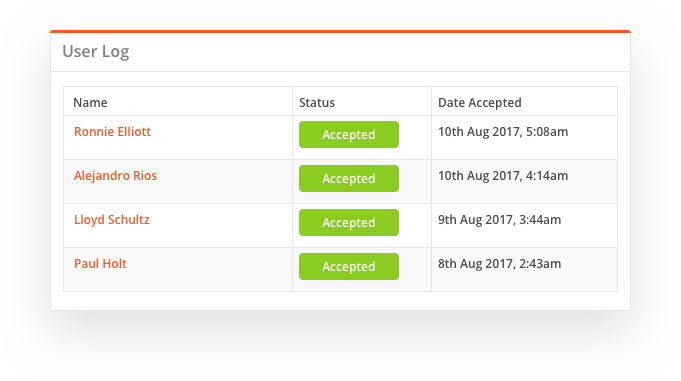 User Log
Name Status Date Accepted
Ronnie Elliott Accepted 10th Aug 2017, 5:08am
Alejandro Rios Accepted 10th Aug 2017, 4:14am
Lloyd Schultz Accepted 9th Aug 2017, 3:44am
Paul Holt Accepted 8th Aug 2017, 2:43am